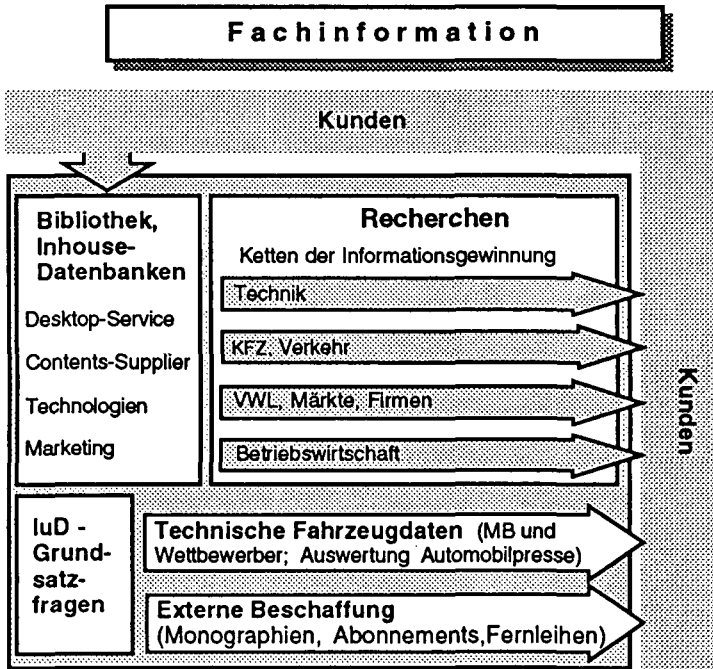 Fachinformation
Kunden
Bibliothek,
Inhouse-
Datenbanken
Desktop-Service
Contents-Supplier
Technologien
Marketing
Recherchen
Ketten der Informationsgewinnung
Technik
KFZ, Verkehr
VWL, Märkte, Firmen
Betriebswirtschaft
Kunden
IuD -
Grund-
satz-
fragen
Technische Fahrzeugdaten (MB und
Wettbewerber; Auswertung Automobilpresse)
Externe Beschaffung
(Monographien, Abonnements,Fernleihen)